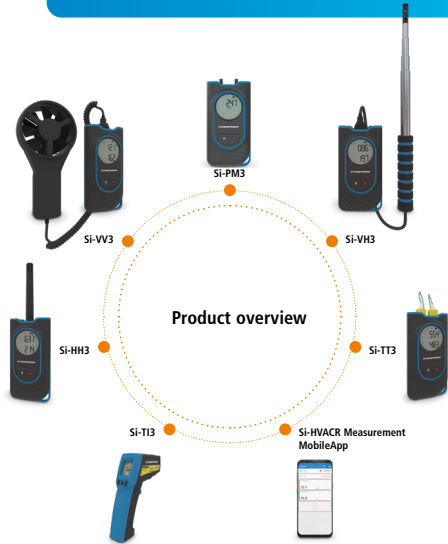 Si-PM3
Si-VV3
Si-VH3
Product overview
Si-HH3
Si-TT3
Si-TI3
Si-HVACR Measurement
MobileApp